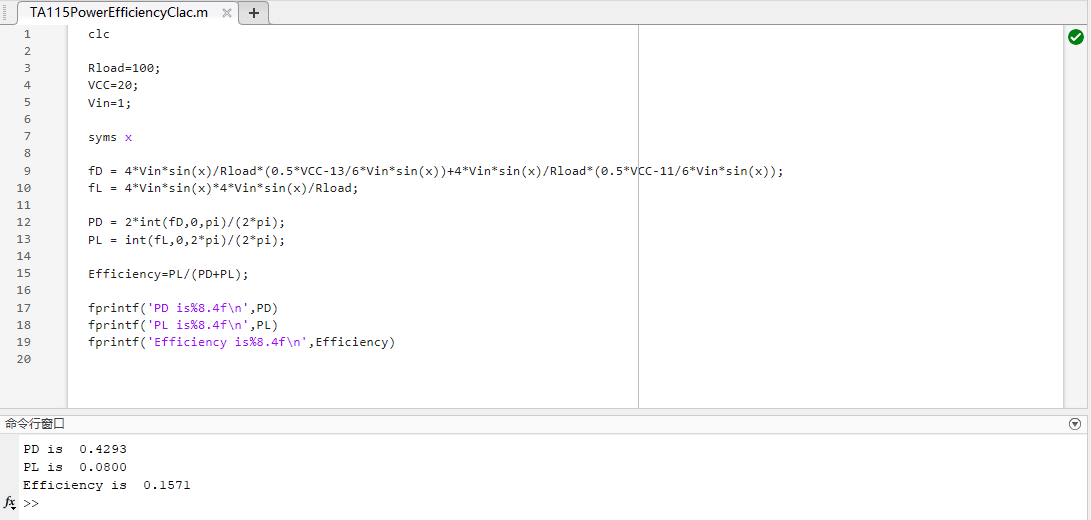 TA115PowerEfficiencyClac.m × +
1 clc
2
3 Rload=100;
4 VCC=20;
5 Vin=1;
6
7 syms x
8
9 fD = 4*Vin*sin(x)/Rload*(0.5*VCC-13/6*Vin*sin(x))+4*Vin*sin(x)/Rload*(0.5*VCC-11/6*Vin*sin(x));
10 fL = 4*Vin*sin(x)*4*Vin*sin(x)/Rload;
11
12 PD = 2*int(fD,0,pi)/(2*pi);
13 PL = int(fL,0,2*pi)/(2*pi);
14
15 Efficiency=PL/(PD+PL);
16
17 fprintf('PD is%8.4f\n',PD)
18 fprintf('PL is%8.4f\n',PL)
19 fprintf('Efficiency is%8.4f\n',Efficiency)
20
命令行窗口
PD is  0.4293
PL is  0.0800
Efficiency is  0.1571
fx >>